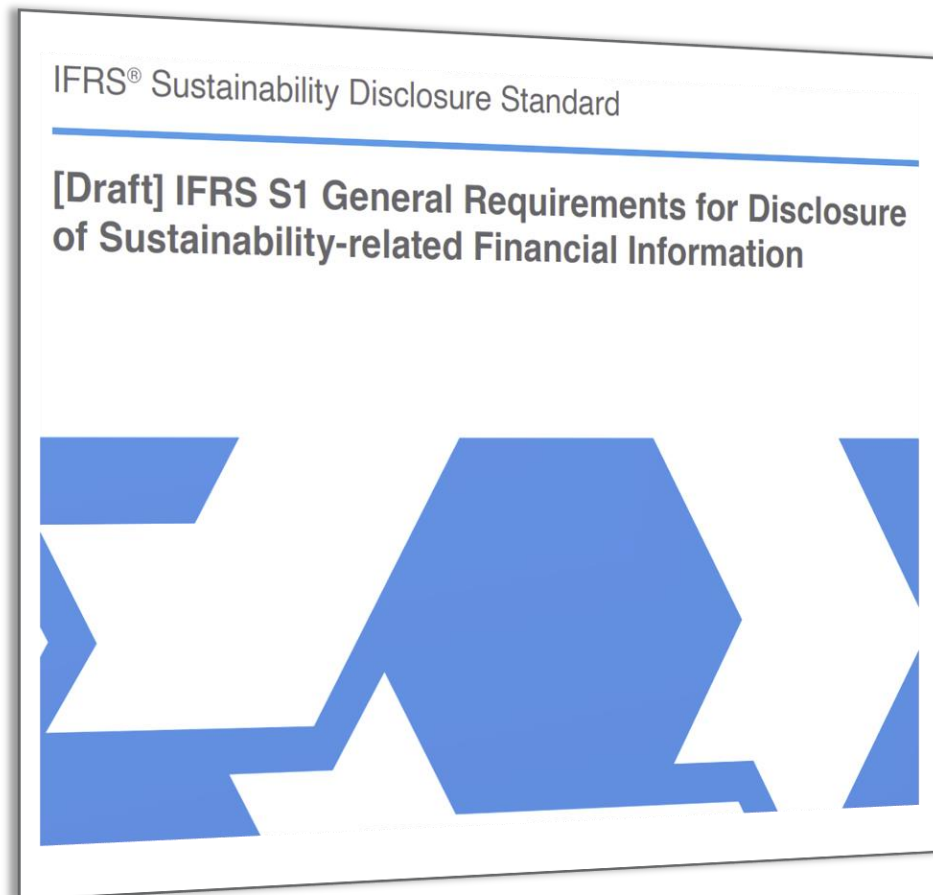 IFRS® Sustainability Disclosure Standard
[Draft] IFRS S1 General Requirements for Disclosure
of Sustainability-related Financial Information